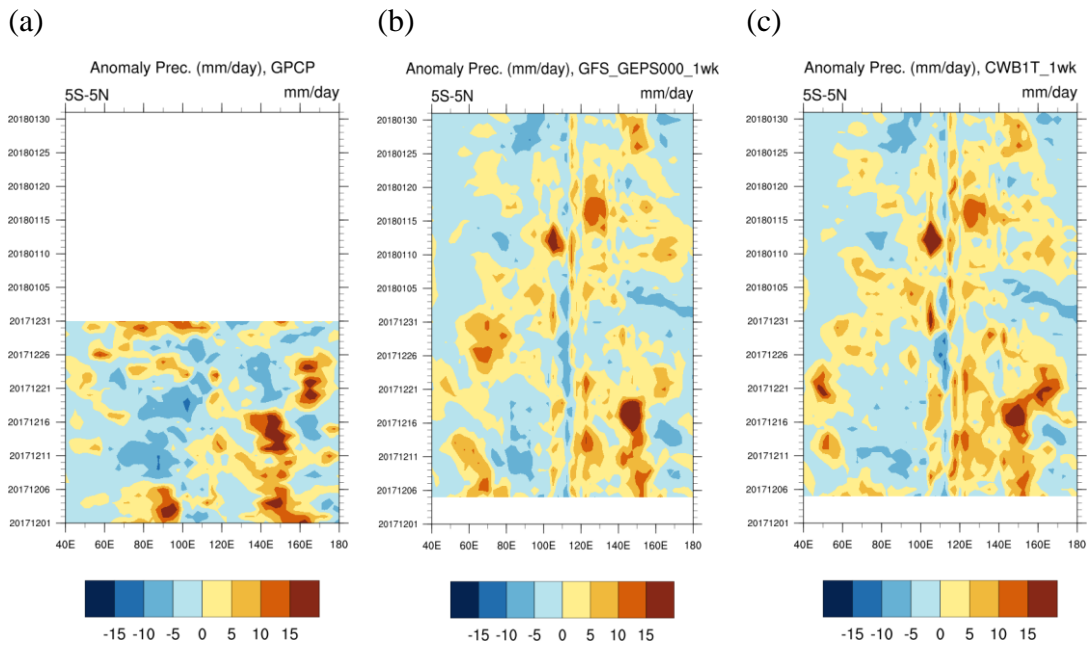 (a)
Anomaly Prec. (mm/day), GPCP
5S-5N mm/day
20180130
20180125
20180120
20180115
20180110
20180105
20171231
20171226
20171221
20171216
20171211
20171206
20171201
40E 60E 80E 100E 120E 140E 160E 180
-15 -10 -5 0 5 10 15
(b)
Anomaly Prec. (mm/day), GFS_GEPS000_1wk
5S-5N mm/day
20180130
20180125
20180120
20180115
20180110
20180105
20171231
20171226
20171221
20171216
20171211
20171206
20171201
40E 60E 80E 100E 120E 140E 160E 180
-15 -10 -5 0 5 10 15
(c)
Anomaly Prec. (mm/day), CWB1T_1wk
5S-5N mm/day
20180130
20180125
20180120
20180115
20180110
20180105
20171231
20171226
20171221
20171216
20171211
20171206
20171201
40E 60E 80E 100E 120E 140E 160E 180
-15 -10 -5 0 5 10 15